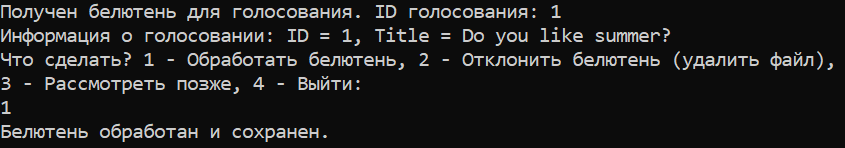 Получен белютень для голосования. ID голосования: 1
Информация о голосовании: ID = 1, Title = Do you like summer?
Что сделать? 1 - Обработать белютень, 2 - Отклонить белютень (удалить файл),
3 - Рассмотреть позже, 4 - Выйти:
1
Белютень обработан и сохранен.